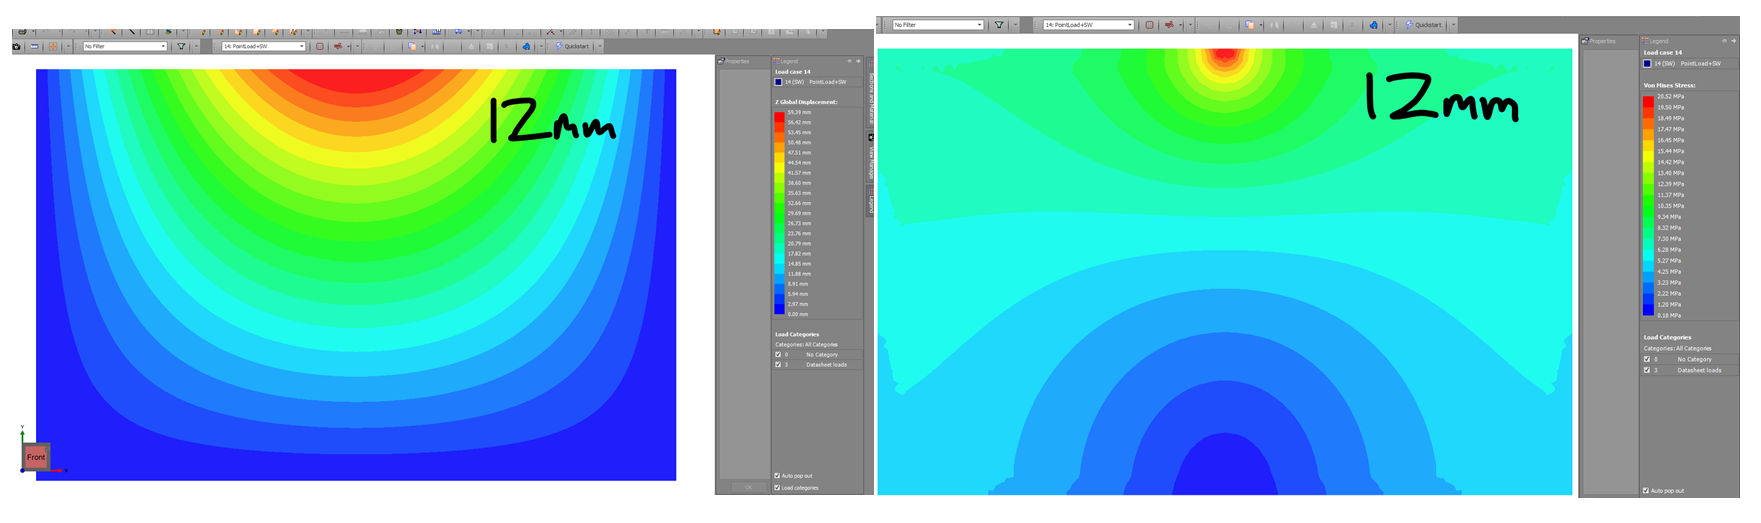 No Filter
14: PointLoad+SW
Quickstart
Properties
Legend
Load case 14
14 (SW) PointLoad+SW
Z Global Displacement:
59.39 mm
56.42 mm
53.45 mm
50.48 mm
47.51 mm
44.54 mm
41.57 mm
38.60 mm
35.63 mm
32.66 mm
29.69 mm
26.73 mm
23.76 mm
20.79 mm
17.82 mm
14.85 mm
11.88 mm
8.91 mm
5.94 mm
2.97 mm
0.00 mm
Load Categories
Categories: All Categories
0 No Category
3 Datasheet loads
Auto pop out
Load categories
OK
Sections and Material
View Manager
Legend
12mm
Y
Front
X
No Filter
14: PointLoad+SW
Quickstart
Properties
Legend
Load case 14
14 (SW) PointLoad+SW
Von Mises Stress:
20.52 MPa
19.50 MPa
18.49 MPa
17.47 MPa
16.45 MPa
15.44 MPa
14.42 MPa
13.40 MPa
12.39 MPa
11.37 MPa
10.35 MPa
9.34 MPa
8.32 MPa
7.30 MPa
6.28 MPa
5.27 MPa
4.25 MPa
3.23 MPa
2.22 MPa
1.20 MPa
0.18 MPa
Load Categories
Categories: All Categories
0 No Category
3 Datasheet loads
Auto pop out
12mm